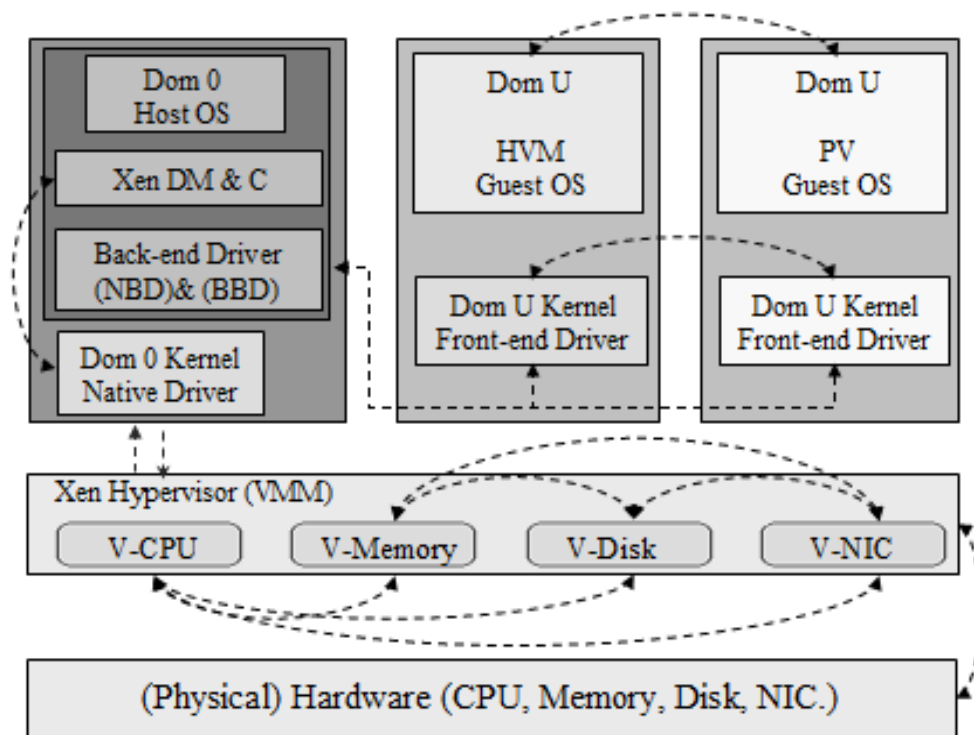 Dom 0
Host OS
Xen DM & C
Back-end Driver
(NBD)& (BBD)
Dom 0 Kernel
Native Driver
Dom U
HVM
Guest OS
Dom U Kernel
Front-end Driver
Dom U
PV
Guest OS
Dom U Kernel
Front-end Driver
Xen Hypervisor (VMM)
V-CPU
V-Memory
V-Disk
V-NIC
(Physical) Hardware (CPU, Memory, Disk, NIC.)